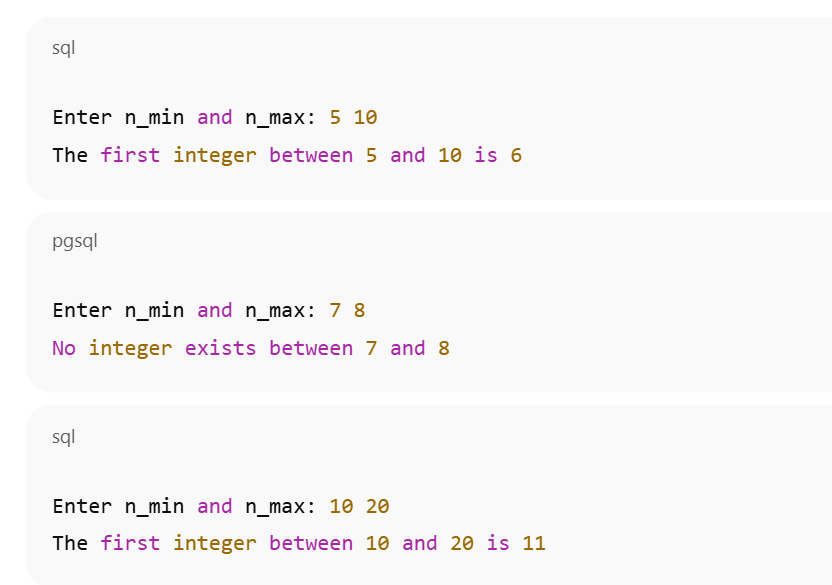 sql
Enter n_min and n_max: 5 10
The first integer between 5 and 10 is 6
pgsql
Enter n_min and n_max: 7 8
No integer exists between 7 and 8
sql
Enter n_min and n_max: 10 20
The first integer between 10 and 20 is 11